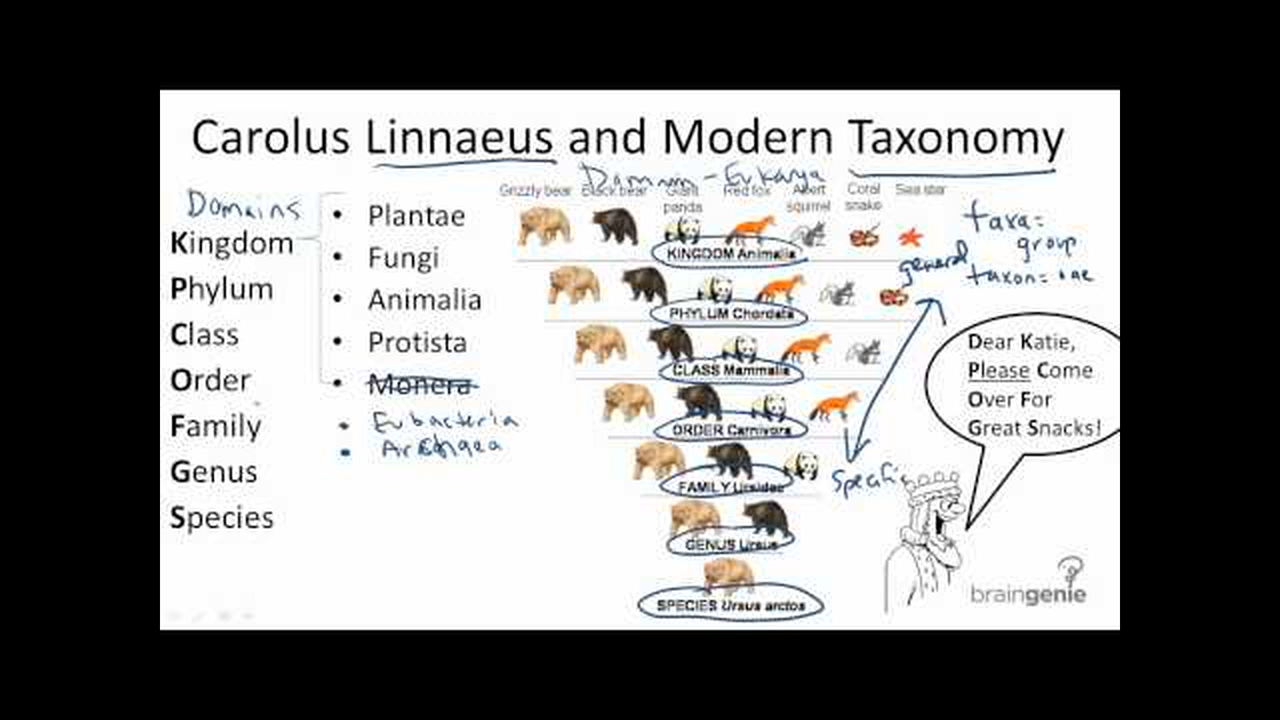 Carolus Linnaeus and Modern Taxonomy
Domains
Kingdom
Phylum
Class
Order
Family
Genus
Species
• Plantae
• Fungi
• Animalia
• Protista
• Monera
• Eubacteria
• Archaea
Domain - Eukarya
Grizzly bear Black bear Giant panda Red fox Abert squirrel Coral snake Sea star
KINGDOM Animalia
PHYLUM Chordata
CLASS Mammalia
ORDER Carnivora
FAMILY Ursidae
GENUS Ursus
SPECIES Ursus arctos
taxa=
group
taxon= one
general
specific
Dear Katie,
Please Come
Over For
Great Snacks!
braingenie